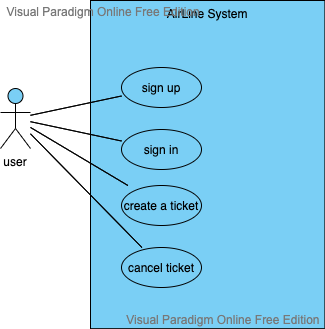 Visual Paradigm Online Free Edition
AirLine System
sign up
user
sign in
create a ticket
cancel ticket
Visual Paradigm Online Free Edition